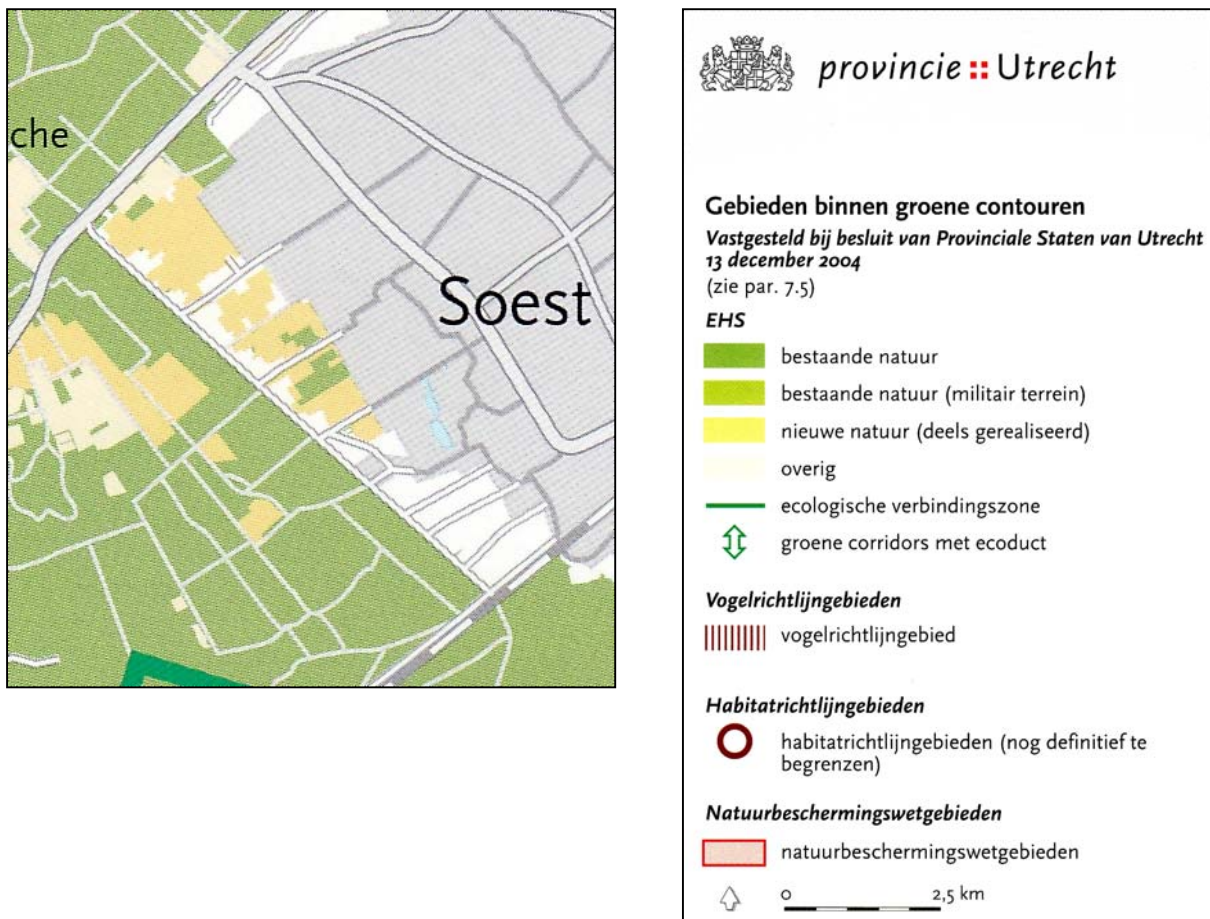 che
Soest
provincie :: Utrecht
Gebieden binnen groene contouren
Vastgesteld bij besluit van Provinciale Staten van Utrecht
13 december 2004
(zie par. 7.5)
EHS
bestaande natuur
bestaande natuur (militair terrein)
nieuwe natuur (deels gerealiseerd)
overig
ecologische verbindingszone
groene corridors met ecoduct
Vogelrichtlijngebieden
vogelrichtlijngebied
Habitatrichtlijngebieden
habitatrichtlijngebieden (nog definitief te
begrenzen)
Natuurbeschermingswetgebieden
natuurbeschermingswetgebieden
0 2,5 km